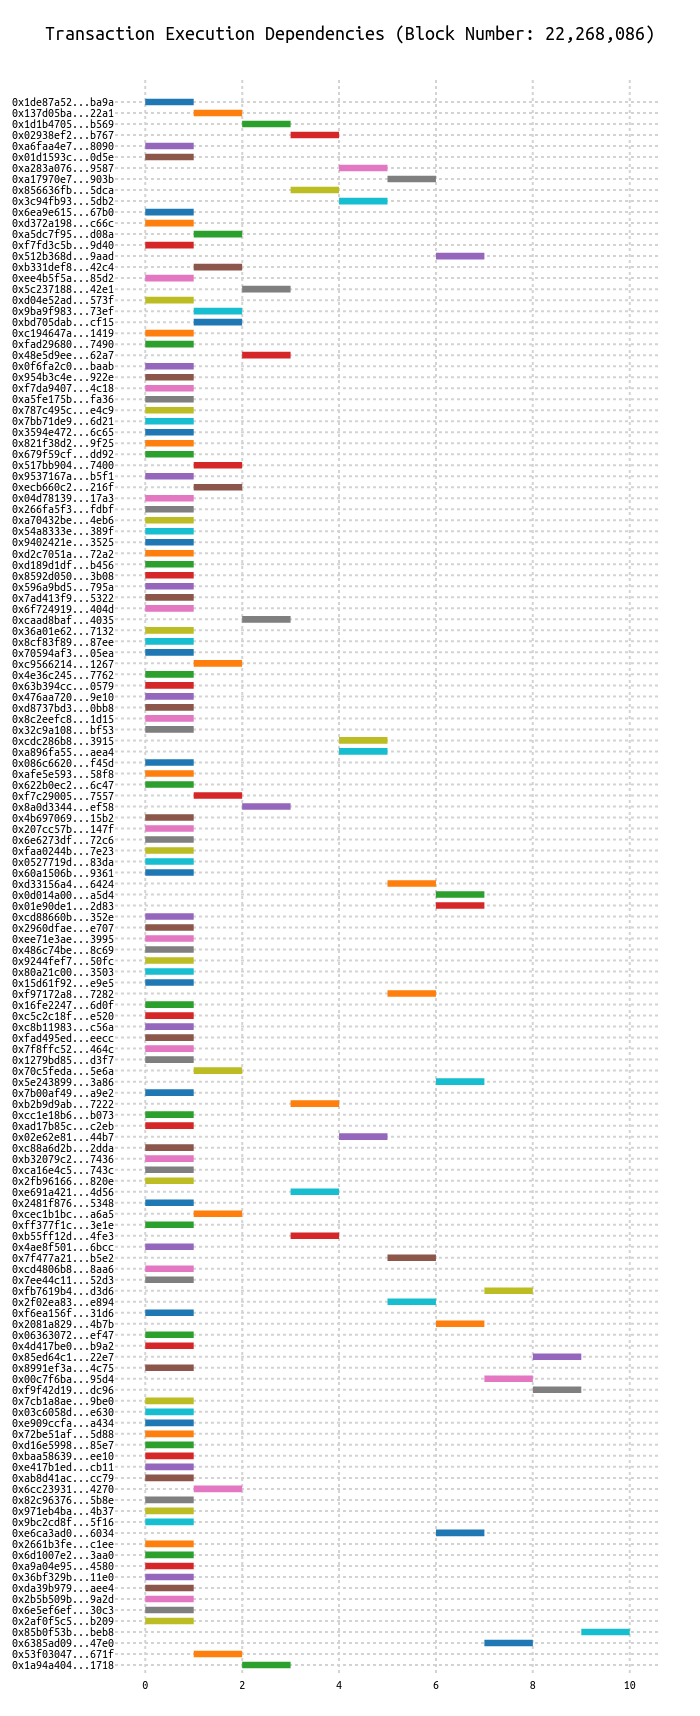 Transaction Execution Dependencies (Block Number: 22,268,086)
0x1de87a52...ba9a
0x137d05ba...22a1
0x1d1b4705...b569
0x02938ef2...b767
0xa6faa4e7...8090
0x01d1593c...0d5e
0xa283a076...9587
0xa17970e7...903b
0x856636fb...5dca
0x3c94fb93...5db2
0x6ea9e615...67b0
0xd372a198...c66c
0xa5dc7f95...d08a
0xf7fd3c5b...9d40
0x512b368d...9aad
0xb331def8...42c4
0xee4b5f5a...85d2
0x5c237188...42e1
0xd04e52ad...573f
0x9ba9f983...73ef
0xbd705dab...cf15
0xc194647a...1419
0xfad29680...7490
0x48e5d9ee...62a7
0x0f6fa2c0...baab
0x954b3c4e...922e
0xf7da9407...4c18
0xa5fe175b...fa36
0x787c495c...e4c9
0x7bb71de9...6d21
0x3594e472...6c65
0x821f38d2...9f25
0x679f59cf...dd92
0x517bb904...7400
0x9537167a...b5f1
0xecb660c2...216f
0x04d78139...17a3
0x266fa5f3...fdbf
0xa70432be...4eb6
0x54a8333e...389f
0x9402421e...3525
0xd2c7051a...72a2
0xd189d1df...b456
0x8592d050...3b08
0x596a9bd5...795a
0x7ad413f9...5322
0x6f724919...404d
0xcaad8baf...4035
0x36a01e62...7132
0x8cf83f89...87ee
0x70594af3...05ea
0xc9566214...1267
0x4e36c245...7762
0x63b394cc...0579
0x476aa720...9e10
0xd8737bd3...0bb8
0x8c2eefc8...1d15
0x32c9a108...bf53
0xcdc286b8...3915
0xa896fa55...aea4
0x086c6620...f45d
0xafe5e593...58f8
0x622b0ec2...6c47
0xf7c29005...7557
0x8a0d3344...ef58
0x4b697069...15b2
0x207cc57b...147f
0x6e6273df...72c6
0xfaa0244b...7e23
0x0527719d...83da
0x60a1506b...9361
0xd33156a4...6424
0x0d014a00...a5d4
0x01e90de1...2d83
0xcd88660b...352e
0x2960dfae...e707
0xee71e3ae...3995
0x486c74be...8c69
0x9244fef7...50fc
0x80a21c00...3503
0x15d61f92...e9e5
0xf97172a8...7282
0x16fe2247...6d0f
0xc5c2c18f...e520
0xc8b11983...c56a
0xfad495ed...eecc
0x7f8ffc52...464c
0x1279bd85...d3f7
0x70c5feda...5e6a
0x5e243899...3a86
0x7b00af49...a9e2
0xb2b9d9ab...7222
0xcc1e18b6...b073
0xad17b85c...c2eb
0x02e62e81...44b7
0xc88a6d2b...2dda
0xb32079c2...7436
0xca16e4c5...743c
0x2fb96166...820e
0xe691a421...4d56
0x2481f876...5348
0xcec1b1bc...a6a5
0xff377f1c...3e1e
0xb55ff12d...4fe3
0x4ae8f501...6bcc
0x7f477a21...b5e2
0xcd4806b8...8aa6
0x7ee44c11...52d3
0xfb7619b4...d3d6
0x2f02ea83...e894
0xf6ea156f...31d6
0x2081a829...4b7b
0x06363072...ef47
0x4d417be0...b9a2
0x85ed64c1...22e7
0x8991ef3a...4c75
0x00c7f6ba...95d4
0xf9f42d19...dc96
0x7cb1a8ae...9be0
0x03c6058d...e630
0xe909ccfa...a434
0x72be51af...5d88
0xd16e5998...85e7
0xbaa58639...ee10
0xe417b1ed...cb11
0xab8d41ac...cc79
0x6cc23931...4270
0x82c96376...5b8e
0x971eb4ba...4b37
0x9bc2cd8f...5f16
0xe6ca3ad0...6034
0x2661b3fe...c1ee
0x6d1007e2...3aa0
0xa9a04e95...4580
0x36bf329b...11e0
0xda39b979...aee4
0x2b5b509b...9a2d
0x6e5ef6ef...30c3
0x2af0f5c5...b209
0x85b0f53b...beb8
0x6385ad09...47e0
0x53f03047...671f
0x1a94a404...1718
0 2 4 6 8 10